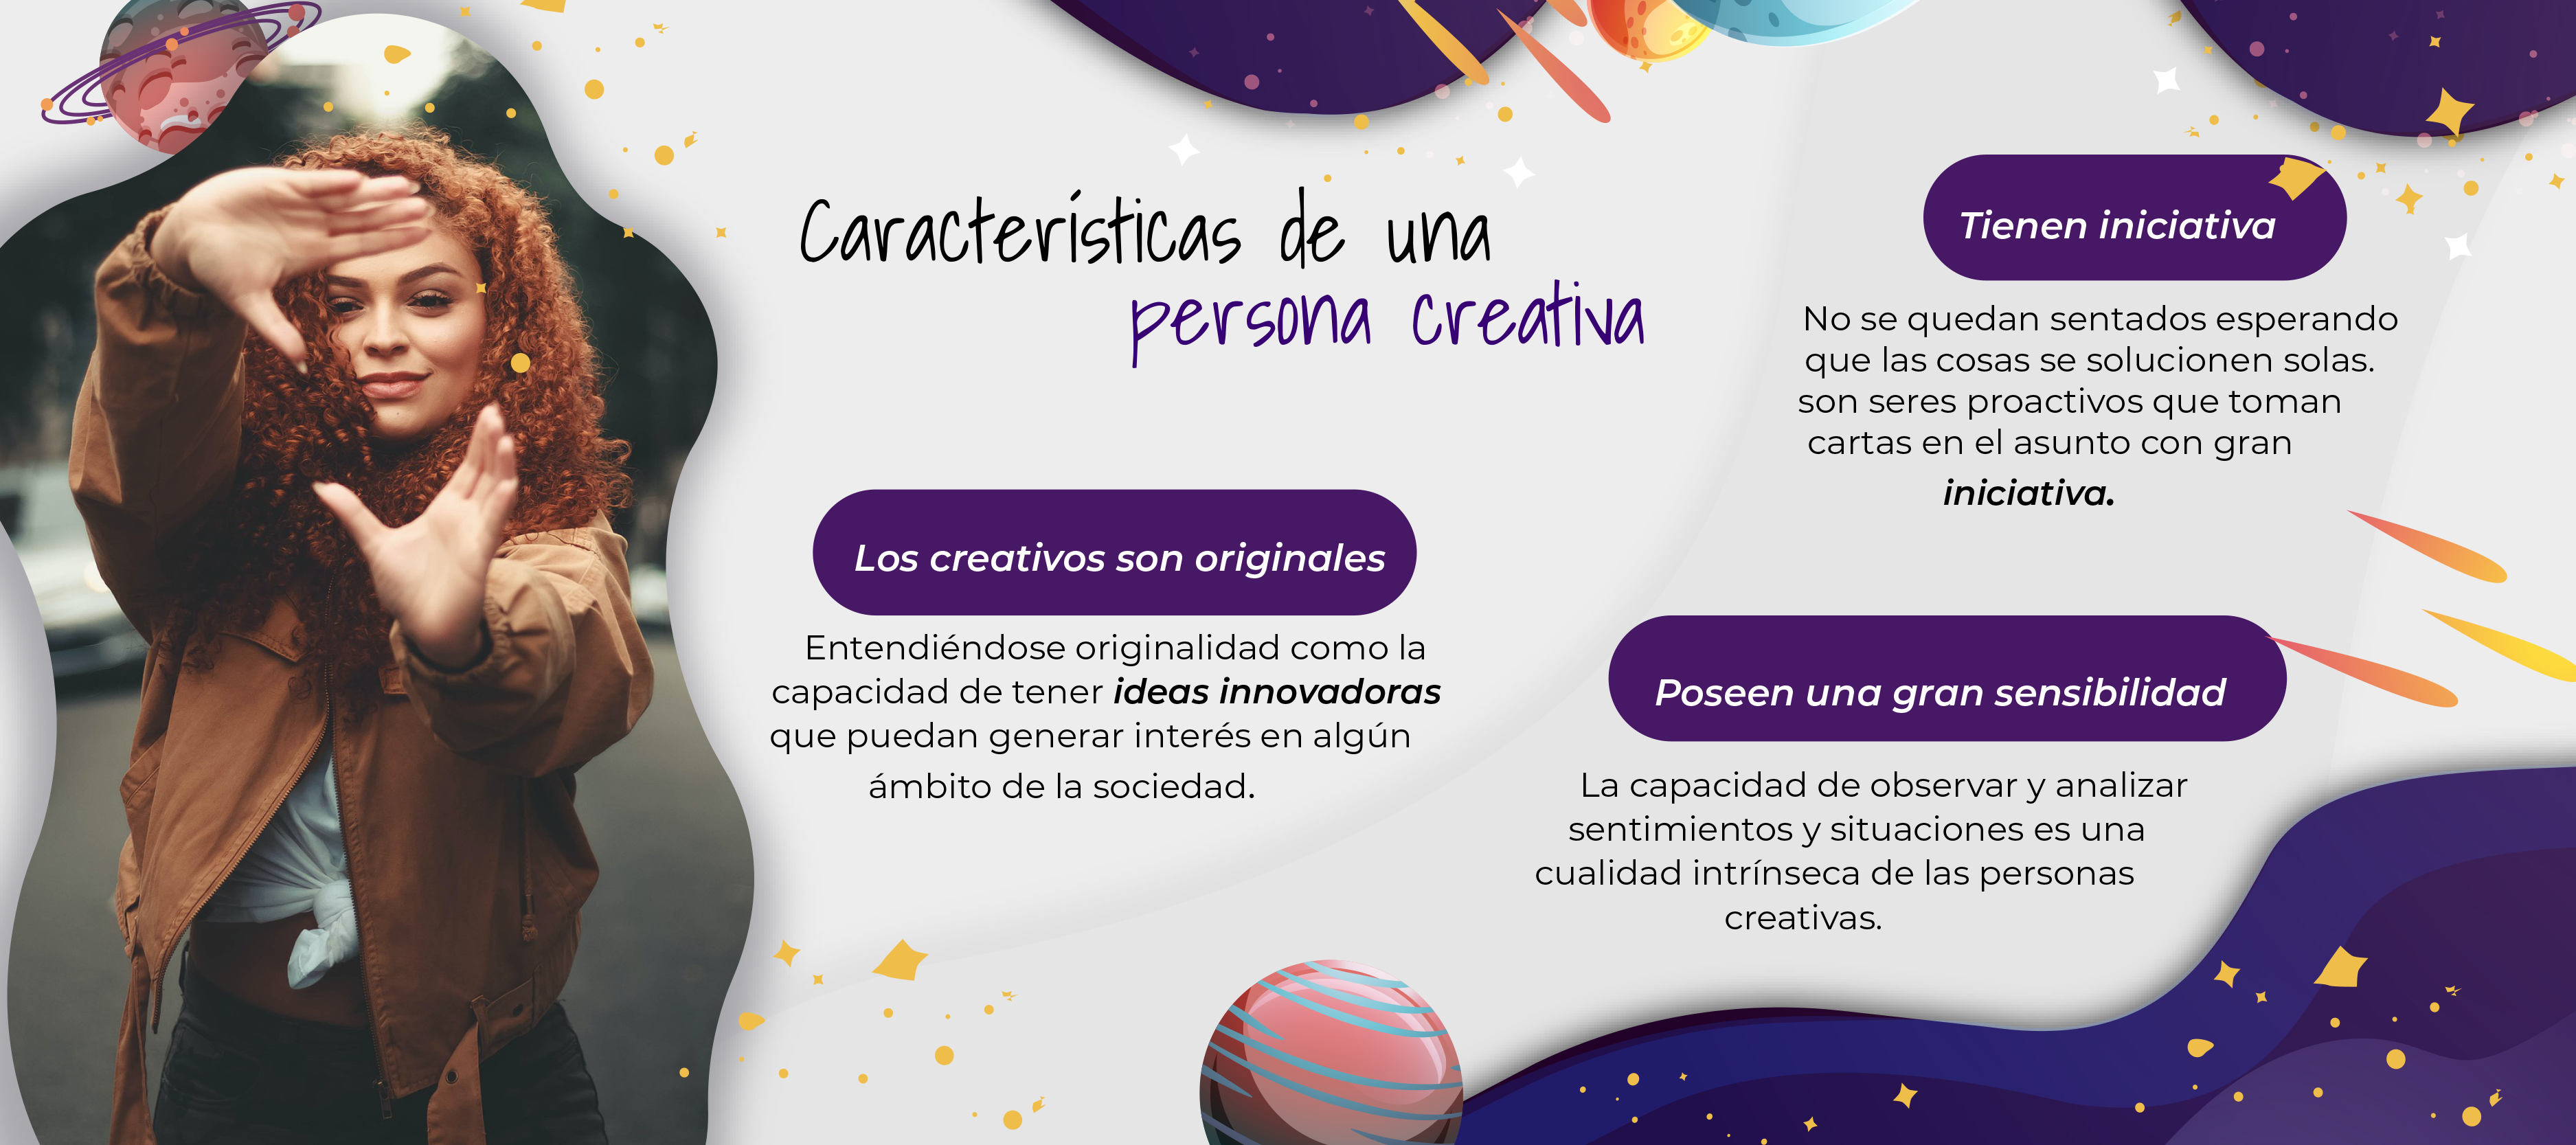 Características de una
persona creativa
Los creativos son originales
Entendiéndose originalidad como la
capacidad de tener ideas innovadoras
que puedan generar interés en algún
ámbito de la sociedad.
Tienen iniciativa
No se quedan sentados esperando
que las cosas se solucionen solas.
son seres proactivos que toman
cartas en el asunto con gran
iniciativa.
Poseen una gran sensibilidad
La capacidad de observar y analizar
sentimientos y situaciones es una
cualidad intrínseca de las personas
creativas.